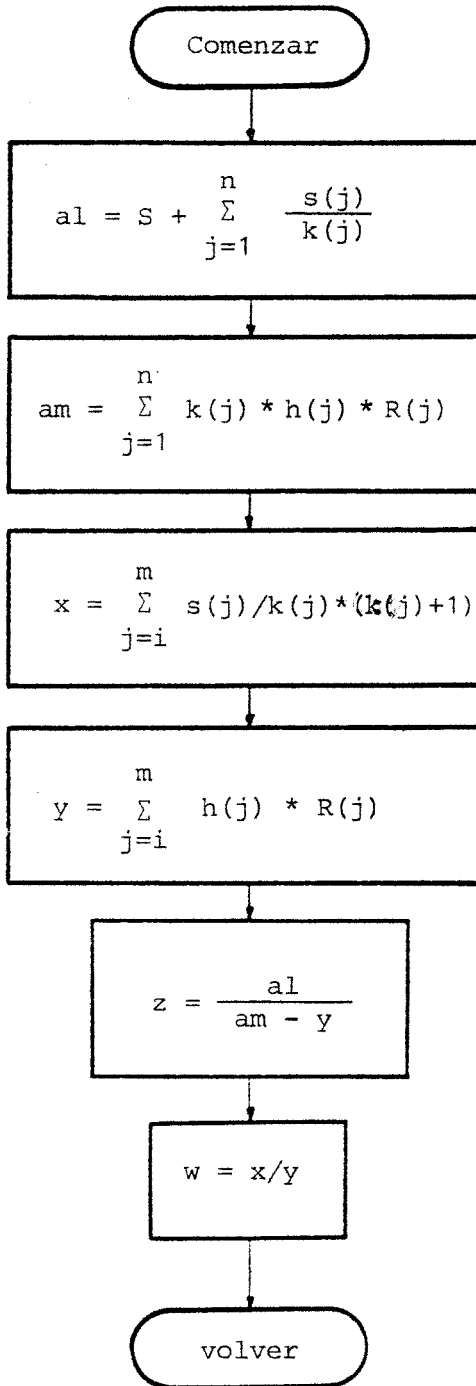 Comenzar
al = S + n Σ j=1 s(j) / k(j)
am = n Σ j=1 k(j) * h(j) * R(j)
x = m Σ j=i s(j)/k(j)*(k(j)+1)
y = m Σ j=i h(j) * R(j)
z = al / am - y
w = x/y
volver